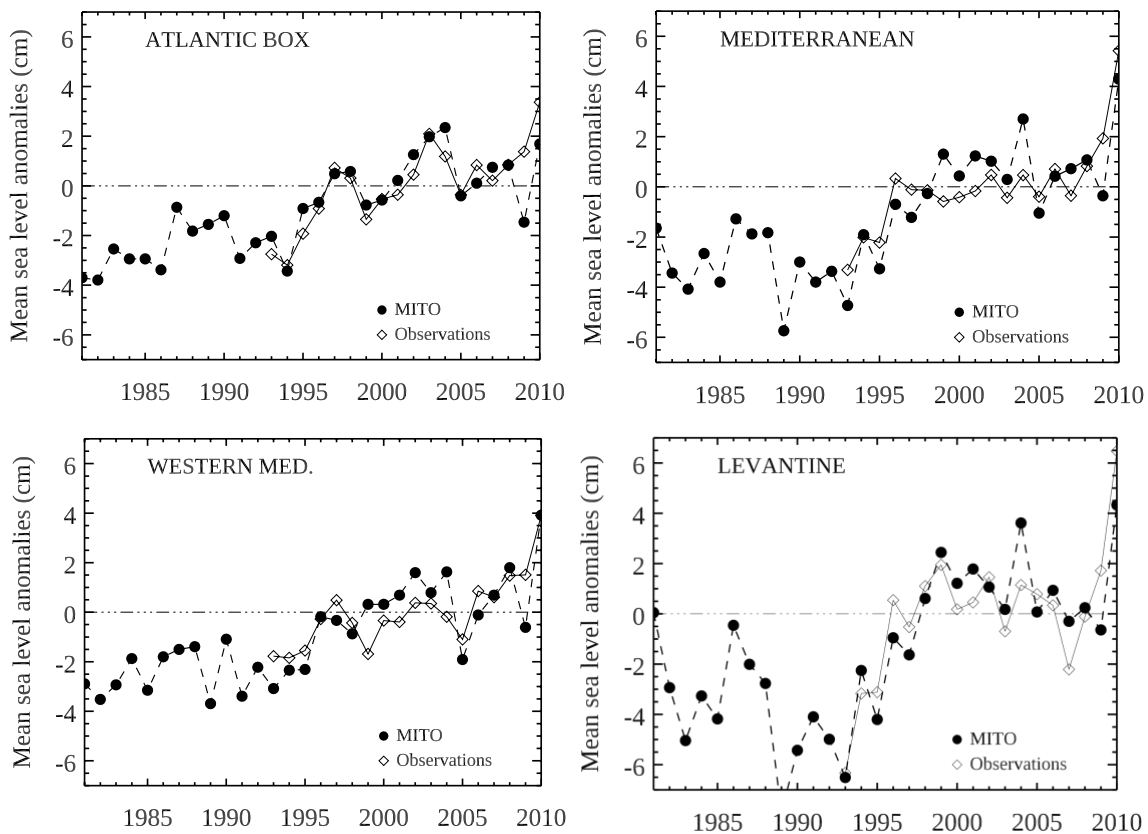 ATLANTIC BOX
Mean sea level anomalies (cm)
6
4
2
0
-2
-4
-6
MITO
Observations
1985 1990 1995 2000 2005 2010
MEDITERRANEAN
Mean sea level anomalies (cm)
6
4
2
0
-2
-4
-6
MITO
Observations
1985 1990 1995 2000 2005 2010
WESTERN MED.
Mean sea level anomalies (cm)
6
4
2
0
-2
-4
-6
MITO
Observations
1985 1990 1995 2000 2005 2010
LEVANTINE
Mean sea level anomalies (cm)
6
4
2
0
-2
-4
-6
MITO
Observations
1985 1990 1995 2000 2005 2010